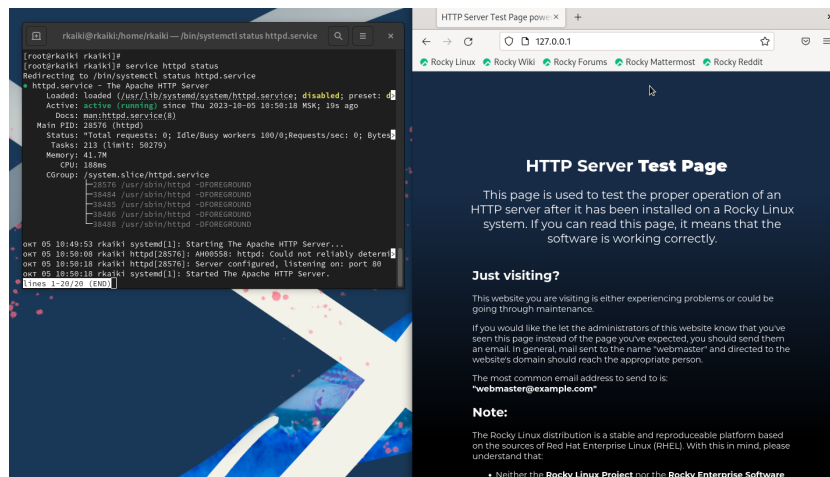 rkaiki@rkaiki:/home/rkaiki — /bin/systemctl status httpd.service
[root@rkaiki rkaiki]#
[root@rkaiki rkaiki]# service httpd status
Redirecting to /bin/systemctl status httpd.service
● httpd.service - The Apache HTTP Server
Loaded: loaded (/usr/lib/systemd/system/httpd.service; disabled; preset: d>
Active: active (running) since Thu 2023-10-05 10:50:18 MSK; 19s ago
Docs: man:httpd.service(8)
Main PID: 28576 (httpd)
Status: "Total requests: 0; Idle/Busy workers 100/0;Requests/sec: 0; Bytes>
Tasks: 213 (limit: 50279)
Memory: 41.7M
CPU: 188ms
CGroup: /system.slice/httpd.service
├─28576 /usr/sbin/httpd -DFOREGROUND
├─38484 /usr/sbin/httpd -DFOREGROUND
├─38485 /usr/sbin/httpd -DFOREGROUND
├─38486 /usr/sbin/httpd -DFOREGROUND
└─38488 /usr/sbin/httpd -DFOREGROUND
окт 05 10:49:53 rkaiki systemd[1]: Starting The Apache HTTP Server...
окт 05 10:50:08 rkaiki httpd[28576]: AH00558: httpd: Could not reliably determi>
окт 05 10:50:18 rkaiki httpd[28576]: Server configured, listening on: port 80
окт 05 10:50:18 rkaiki systemd[1]: Started The Apache HTTP Server.
lines 1-20/20 (END)
HTTP Server Test Page powe
127.0.0.1
Rocky Linux Rocky Wiki Rocky Forums Rocky Mattermost Rocky Reddit
HTTP Server Test Page
This page is used to test the proper operation of an
HTTP server after it has been installed on a Rocky Linux
system. If you can read this page, it means that the
software is working correctly.
Just visiting?
This website you are visiting is either experiencing problems or could be
going through maintenance.
If you would like the let the administrators of this website know that you've
seen this page instead of the page you've expected, you should send them
an email. In general, mail sent to the name "webmaster" and directed to the
website's domain should reach the appropriate person.
The most common email address to send to is:
"webmaster@example.com"
Note:
The Rocky Linux distribution is a stable and reproduceable platform based
on the sources of Red Hat Enterprise Linux (RHEL). With this in mind, please
understand that:
• Neither the Rocky Linux Project nor the Rocky Enterprise Software